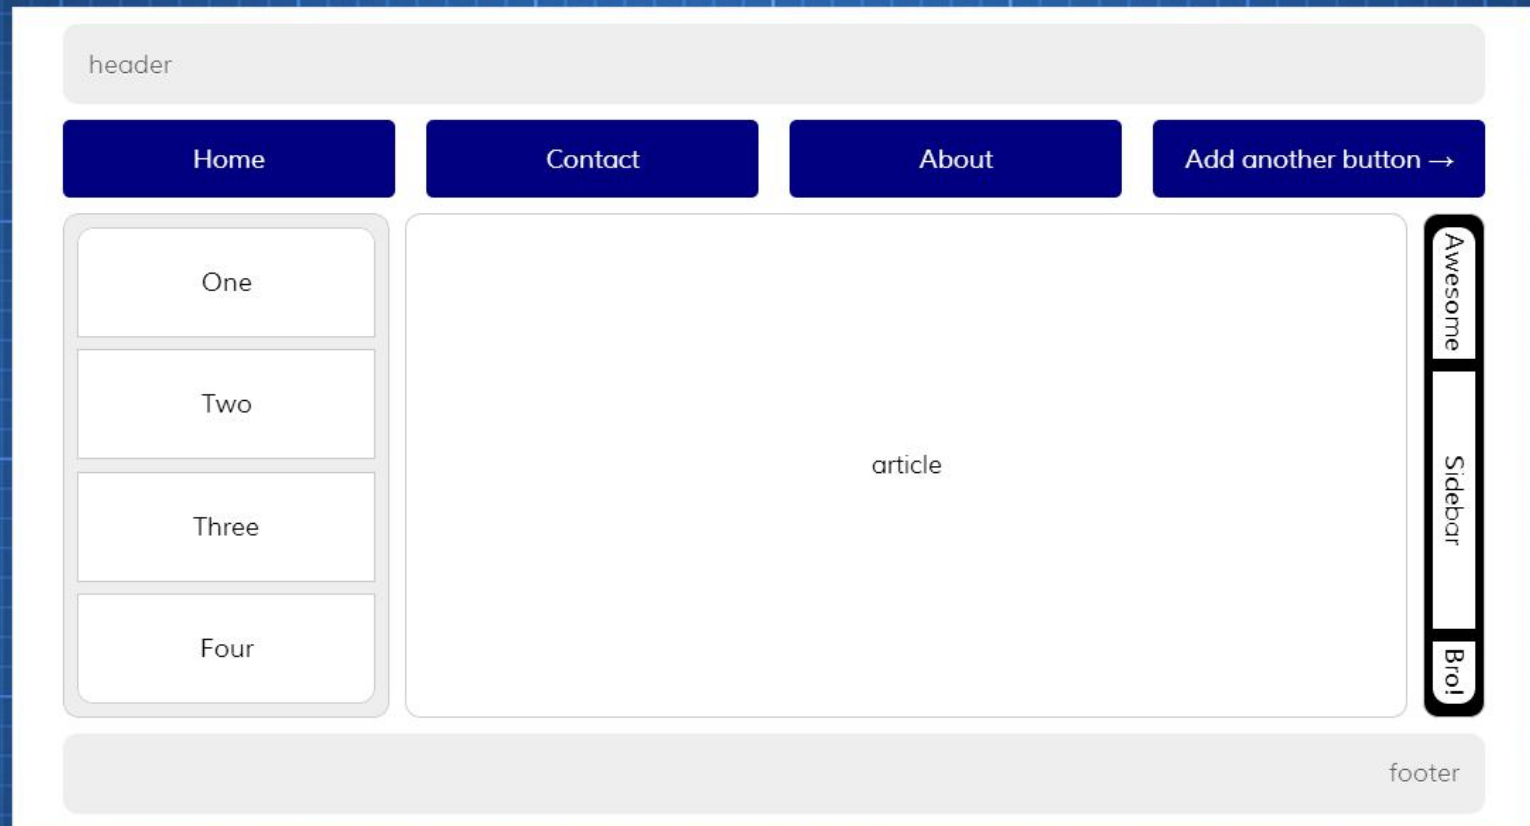 header
Home
Contact
About
Add another button →
One
Two
Three
Four
article
Awesome
Sidebar
Bro!
footer